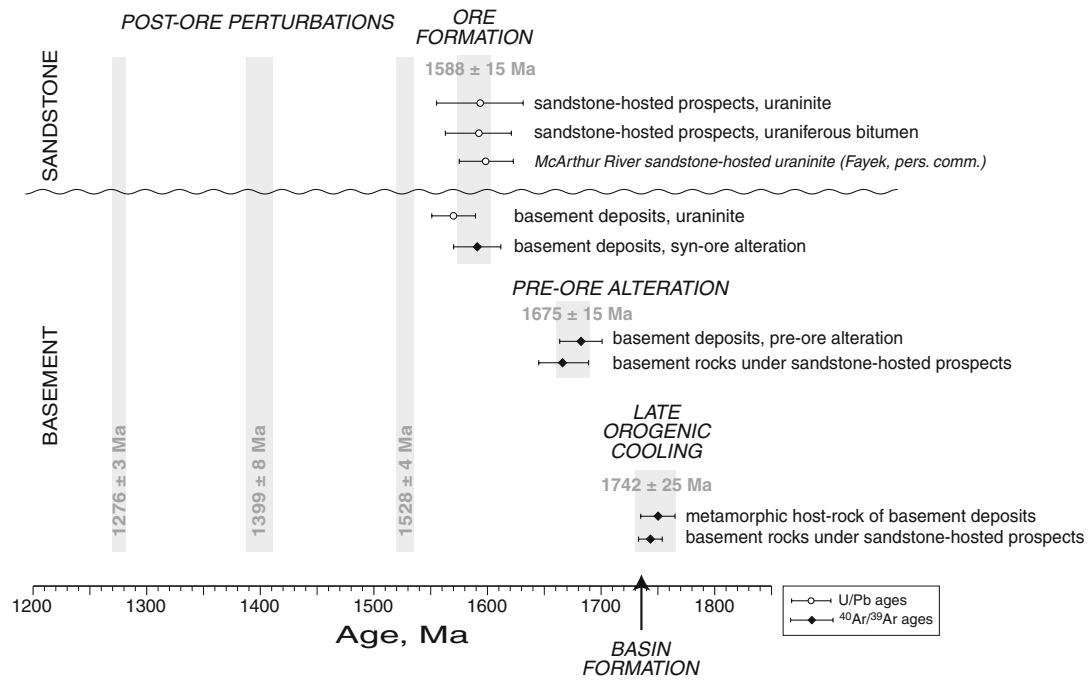 POST-ORE PERTURBATIONS
ORE
FORMATION
SANDSTONE
1588 ± 15 Ma
sandstone-hosted prospects, uraninite
sandstone-hosted prospects, uraniferous bitumen
McArthur River sandstone-hosted uraninite (Fayek, pers. comm.)
basement deposits, uraninite
basement deposits, syn-ore alteration
BASEMENT
PRE-ORE ALTERATION
1675 ± 15 Ma
basement deposits, pre-ore alteration
basement rocks under sandstone-hosted prospects
1276 ± 3 Ma
1399 ± 8 Ma
1528 ± 4 Ma
LATE
OROGENIC
COOLING
1742 ± 25 Ma
metamorphic host-rock of basement deposits
basement rocks under sandstone-hosted prospects
1200 1300 1400 1500 1600 1700 1800
Age, Ma
BASIN
FORMATION
U/Pb ages
⁴⁰Ar/³⁹Ar ages